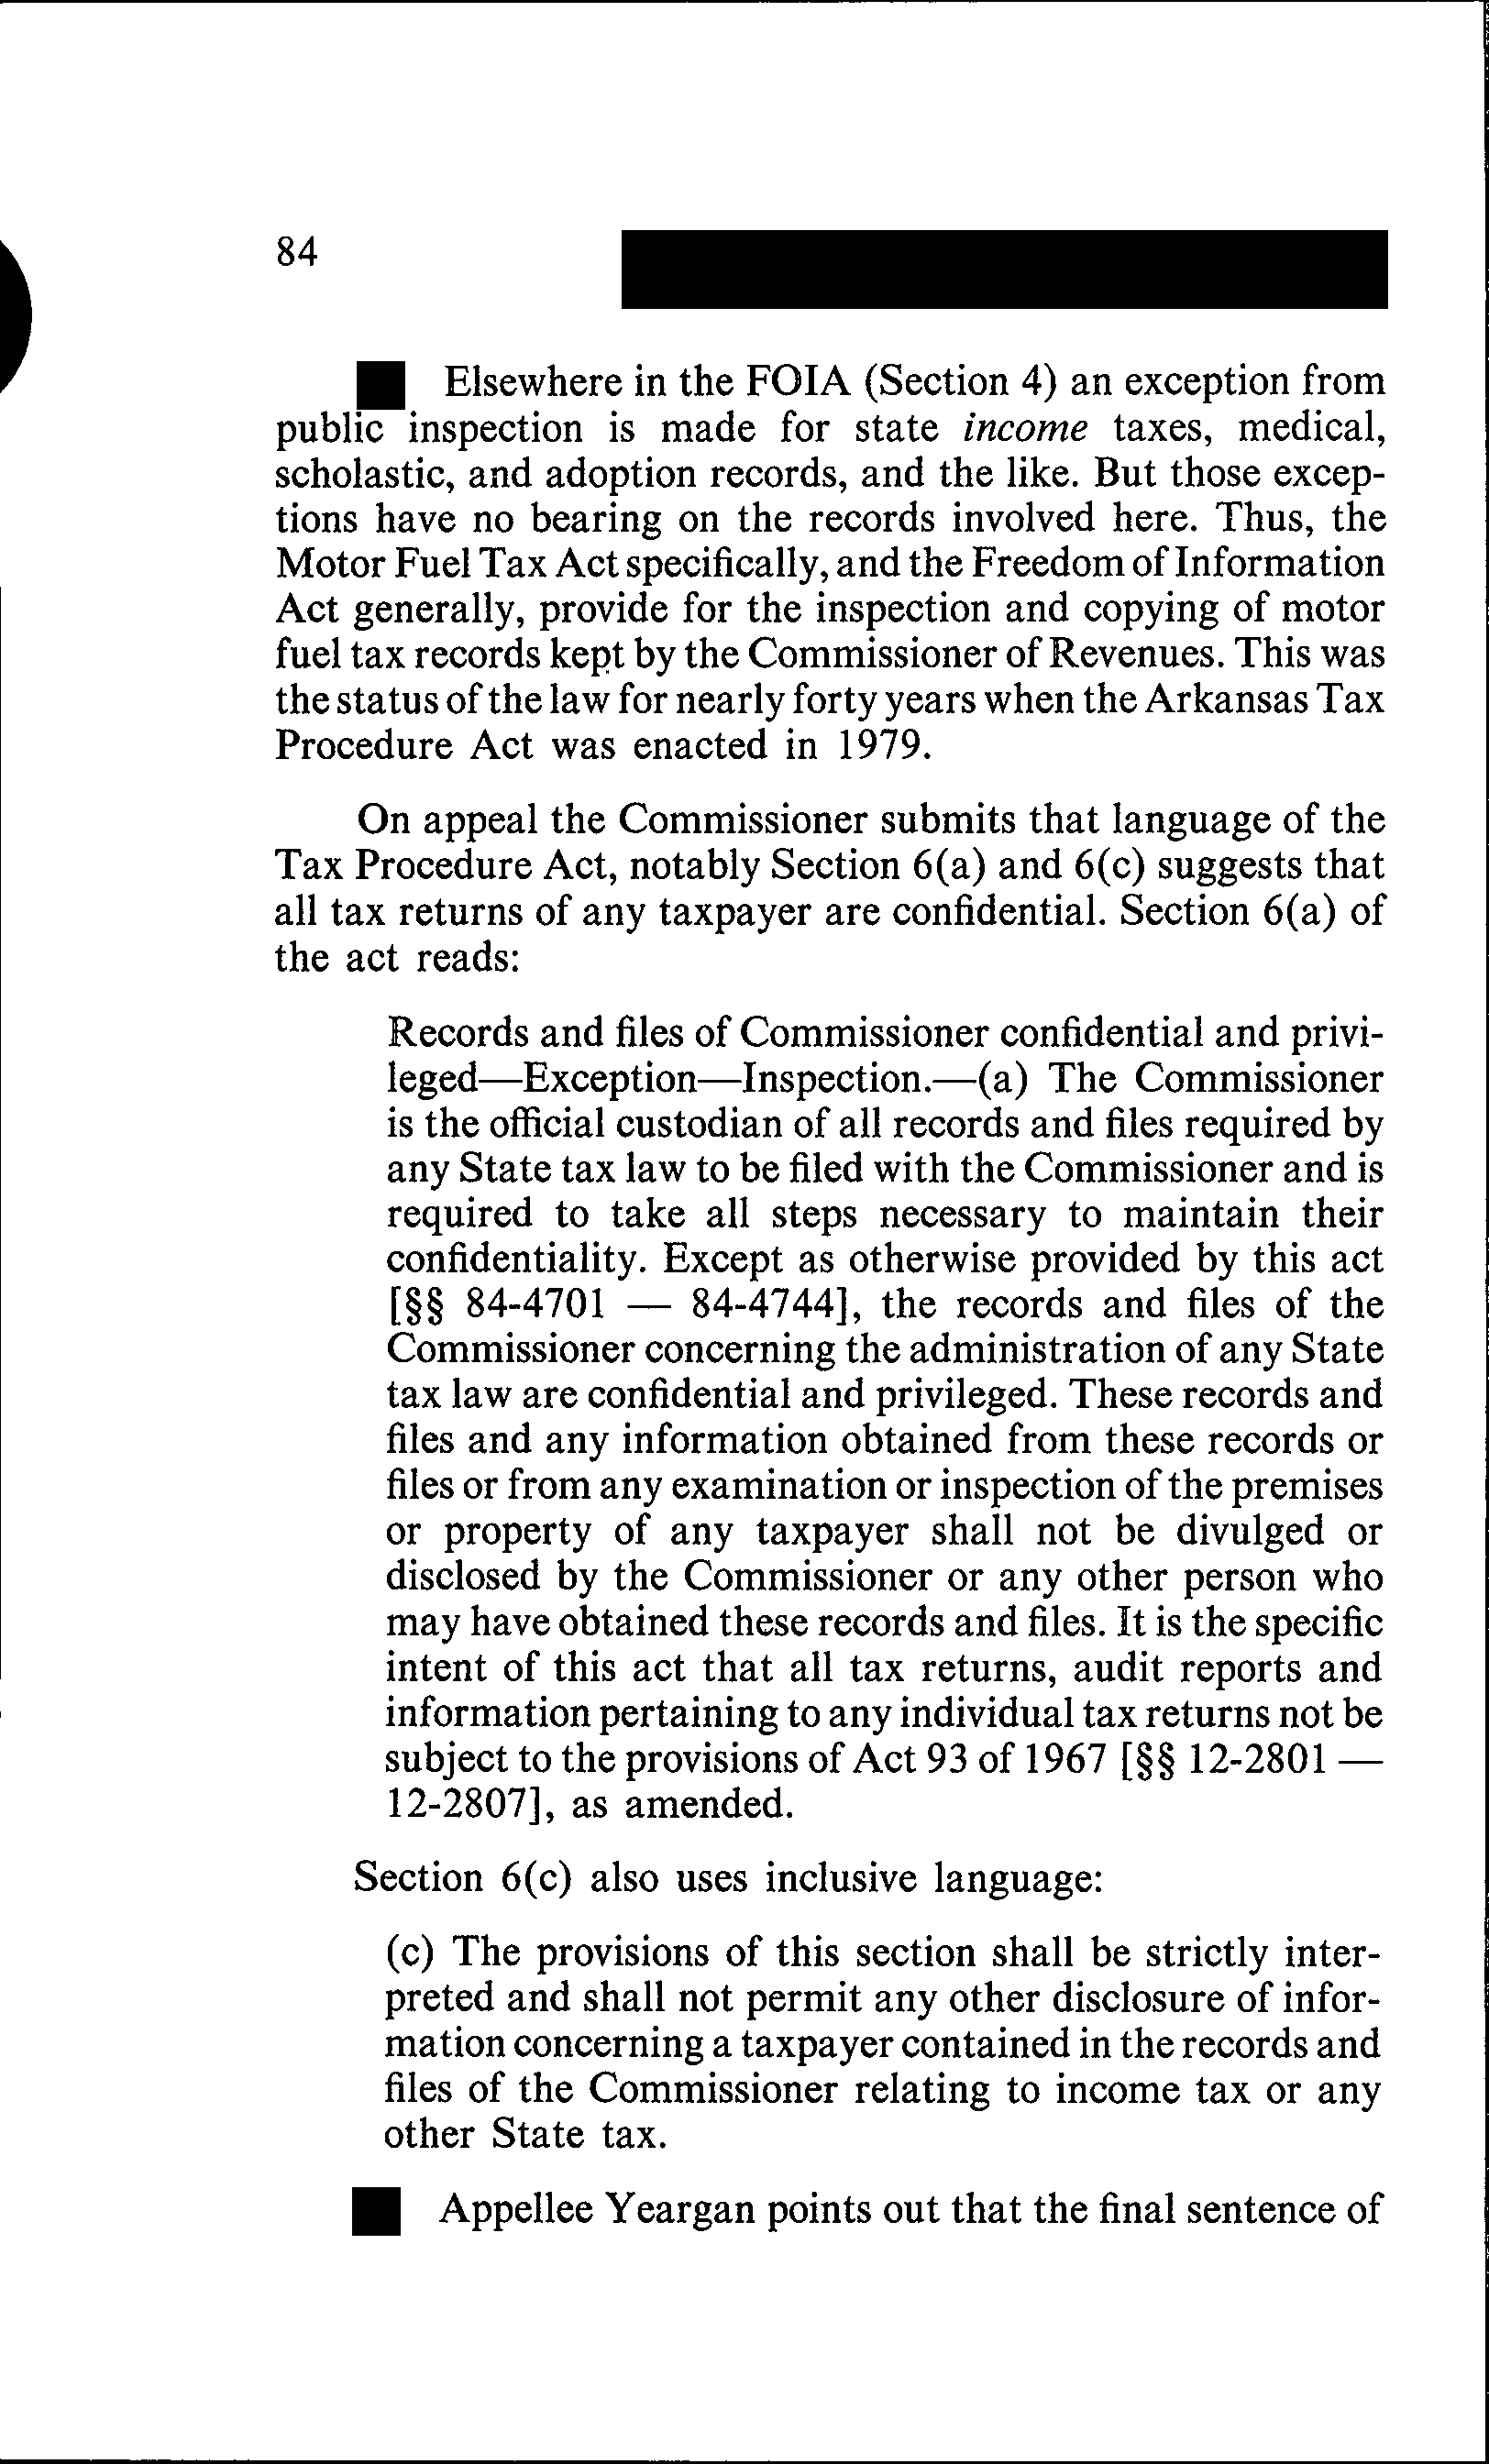 84
Elsewhere in the FOIA (Section 4) an exception from
public inspection is made for state income taxes, medical,
scholastic, and adoption records, and the like. But those excep-
tions have no bearing on the records involved here. Thus, the
Motor Fuel Tax Act specifically, and the Freedom of Information
Act generally, provide for the inspection and copying of motor
fuel tax records kept by the Commissioner of Revenues. This was
the status of the law for nearly forty years when the Arkansas Tax
Procedure Act was enacted in 1979.
On appeal the Commissioner submits that language of the
Tax Procedure Act, notably Section 6(a) and 6(c) suggests that
all tax returns of any taxpayer are confidential. Section 6(a) of
the act reads:
Records and files of Commissioner confidential and privi-
leged—Exception—Inspection.—(a) The Commissioner
is the official custodian of all records and files required by
any State tax law to be filed with the Commissioner and is
required to take all steps necessary to maintain their
confidentiality. Except as otherwise provided by this act
[§§ 84-4701 — 84-4744], the records and files of the
Commissioner concerning the administration of any State
tax law are confidential and privileged. These records and
files and any information obtained from these records or
files or from any examination or inspection of the premises
or property of any taxpayer shall not be divulged or
disclosed by the Commissioner or any other person who
may have obtained these records and files. It is the specific
intent of this act that all tax returns, audit reports and
information pertaining to any individual tax returns not be
subject to the provisions of Act 93 of 1967 [§§ 12-2801 —
12-2807], as amended.
Section 6(c) also uses inclusive language:
(c) The provisions of this section shall be strictly inter-
preted and shall not permit any other disclosure of infor-
mation concerning a taxpayer contained in the records and
files of the Commissioner relating to income tax or any
other State tax.
Appellee Yeargan points out that the final sentence of